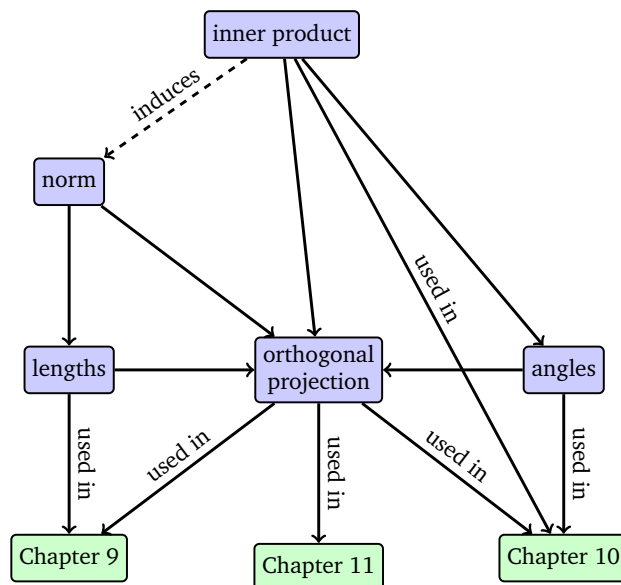 inner product
induces
norm
used in
lengths
orthogonal
projection
angles
used in
used in
used in
used in
used in
Chapter 9
Chapter 11
Chapter 10